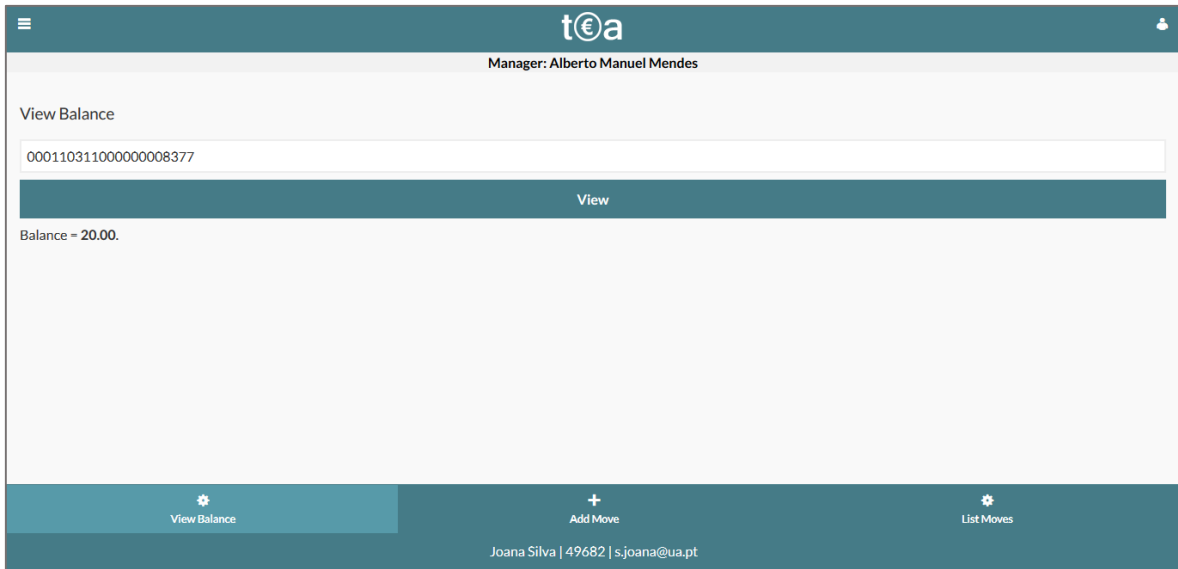 t€a
Manager: Alberto Manuel Mendes
View Balance
000110311000000008377
View
Balance = 20.00.
View Balance
Add Move
List Moves
Joana Silva | 49682 | s.joana@ua.pt